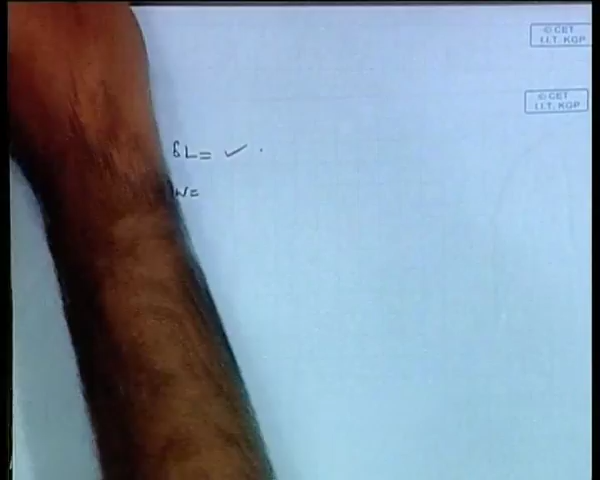 © CET
I.I.T. KGP
© CET
I.I.T. KGP
δL= ✓
W=